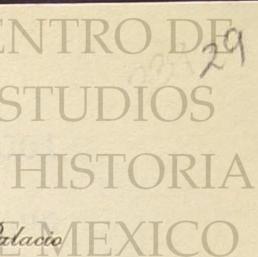 ENTRO DE
29
STUDIOS
HISTORIA
Palacio
E MEXICO